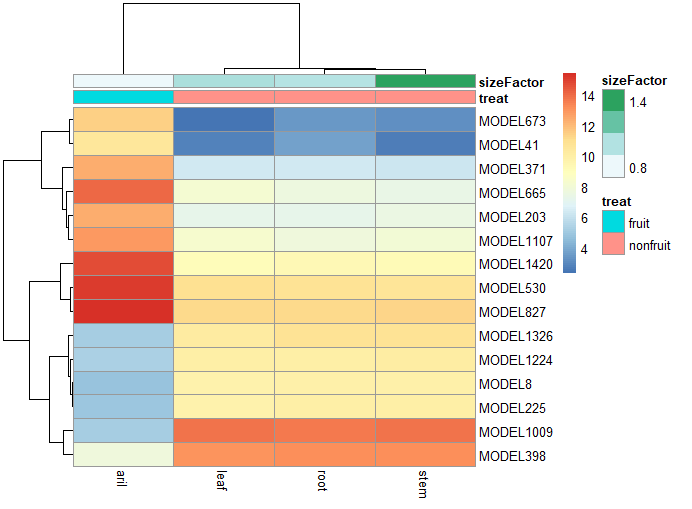 sizeFactor
treat
MODEL673
MODEL41
MODEL371
MODEL665
MODEL203
MODEL1107
MODEL1420
MODEL530
MODEL827
MODEL1326
MODEL1224
MODEL8
MODEL225
MODEL1009
MODEL398
aril
leaf
root
stem
14
12
10
8
6
4
sizeFactor
1.4
0.8
treat
fruit
nonfruit